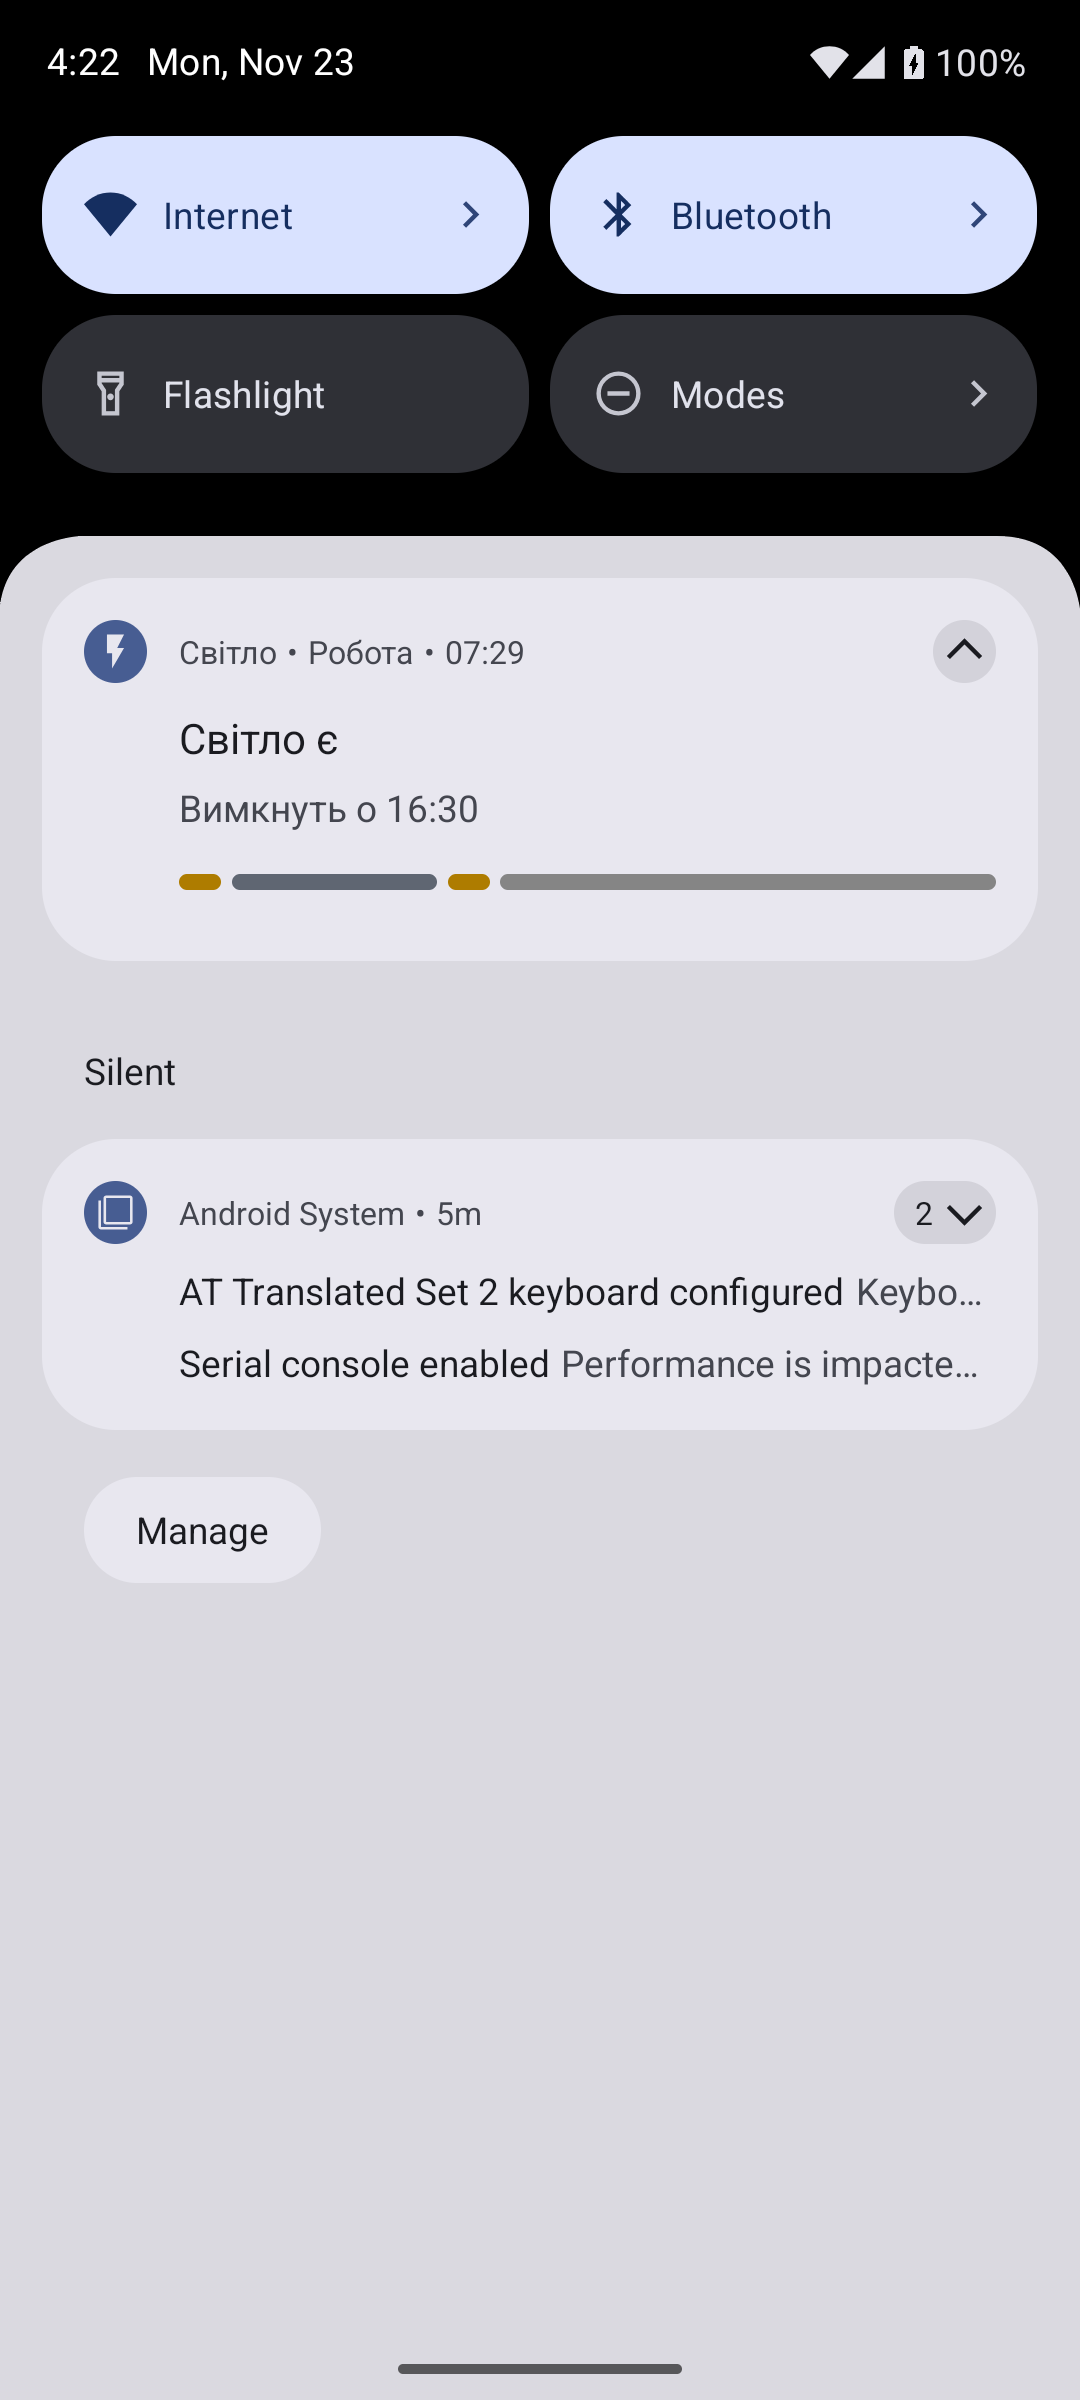 4:22 Mon, Nov 23 100%
Internet
Bluetooth
Flashlight
Modes
Світло • Робота • 07:29
Світло є
Вимкнуть о 16:30
Silent
Android System • 5m
2
AT Translated Set 2 keyboard configured Keybo...
Serial console enabled Performance is impacte...
Manage